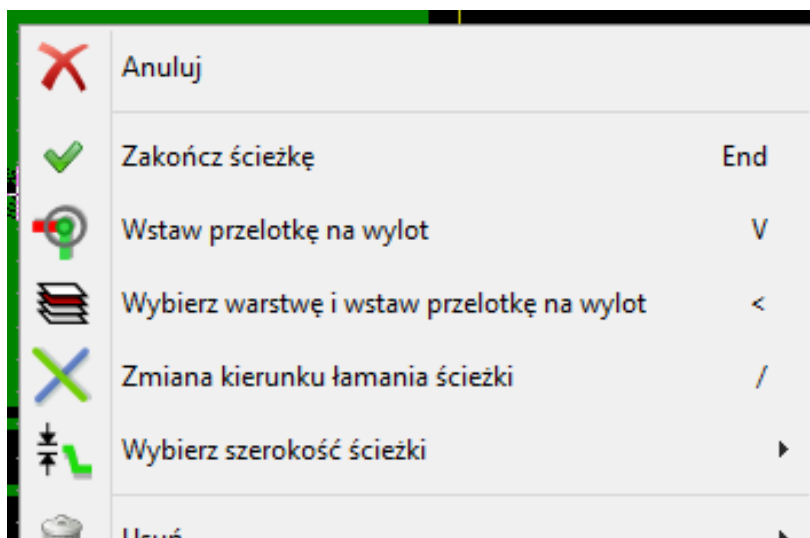 Anuluj
Zakończ ścieżkę End
Wstaw przelotkę na wylot V
Wybierz warstwę i wstaw przelotkę na wylot <
Zmiana kierunku łamania ścieżki /
Wybierz szerokość ścieżki
Usuń